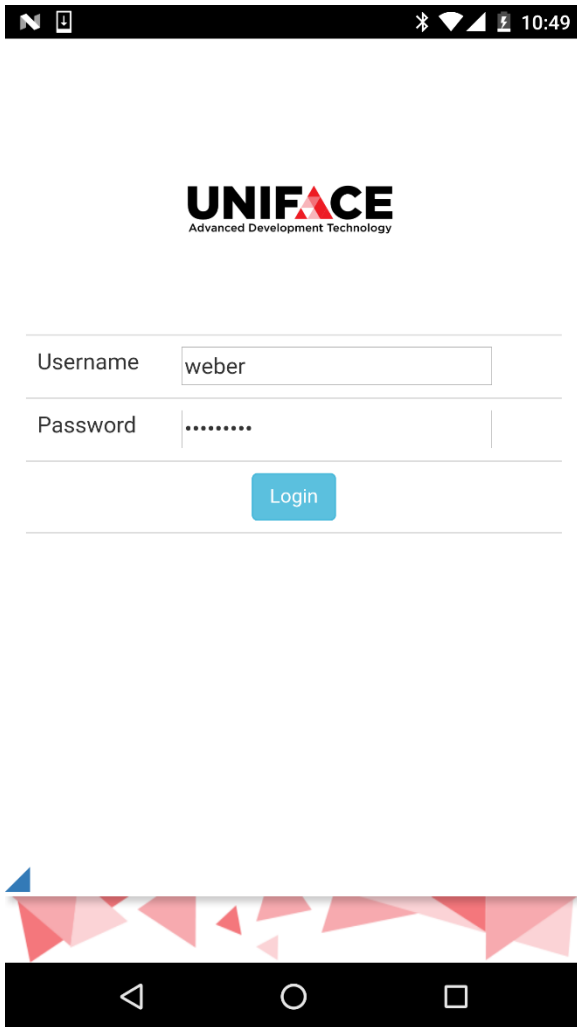 10:49
UNIFACE
Advanced Development Technology
Username weber
Password •••••••••
Login